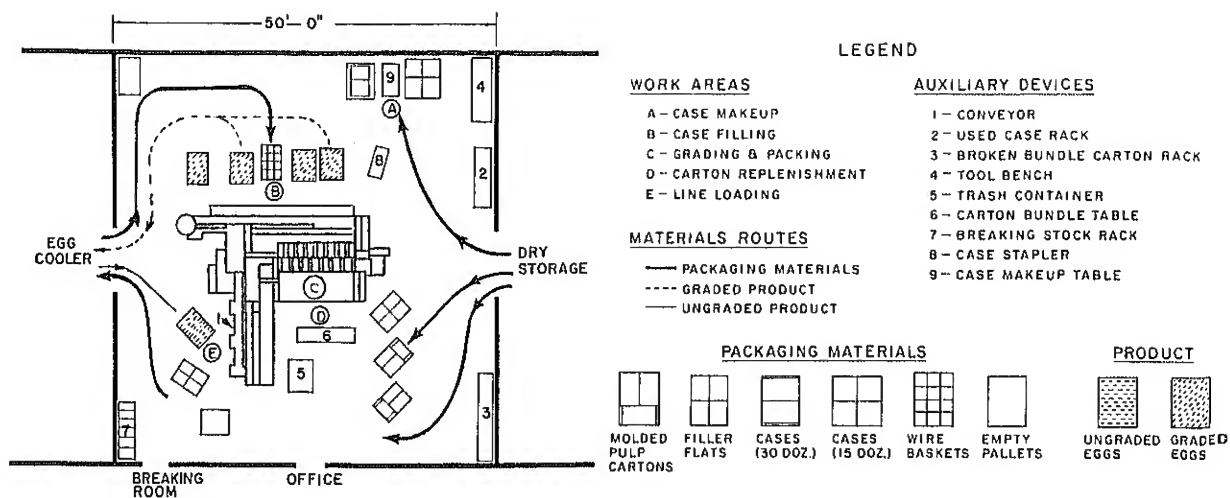 50'-0"
9
4
A
8
2
B
EGG
COOLER
DRY
STORAGE
C
D
1
6
E
5
7
3
BREAKING
ROOM
OFFICE
LEGEND
WORK AREAS
A - CASE MAKEUP
B - CASE FILLING
C - GRADING & PACKING
D - CARTON REPLENISHMENT
E - LINE LOADING
MATERIALS ROUTES
PACKAGING MATERIALS
GRADED PRODUCT
UNGRADED PRODUCT
AUXILIARY DEVICES
1 - CONVEYOR
2 - USED CASE RACK
3 - BROKEN BUNDLE CARTON RACK
4 - TOOL BENCH
5 - TRASH CONTAINER
6 - CARTON BUNDLE TABLE
7 - BREAKING STOCK RACK
8 - CASE STAPLER
9 - CASE MAKEUP TABLE
PACKAGING MATERIALS
MOLDED
PULP
CARTONS
FILLER
FLATS
CASES
(30 DOZ.)
CASES
(15 DOZ.)
WIRE
BASKETS
EMPTY
PALLETS
PRODUCT
UNGRADED
EGGS
GRADED
EGGS